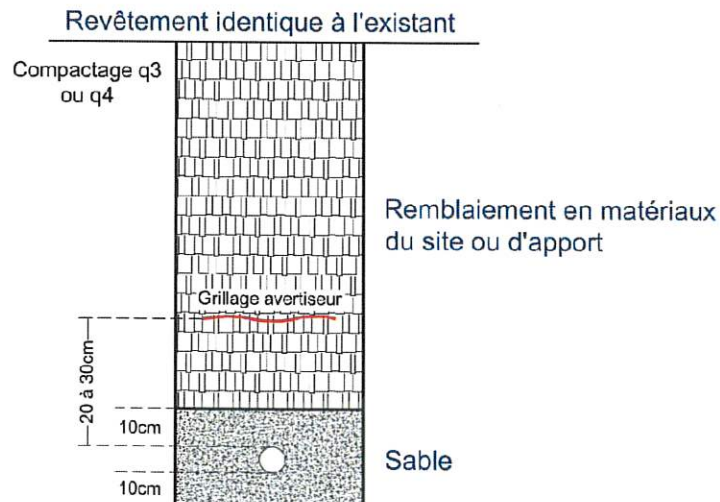 Revêtement identique à l'existant
Compactage q3
ou q4
Remblaiement en matériaux
du site ou d'apport
Grillage avertiseur
20 à 30cm
10cm
Sable
10cm